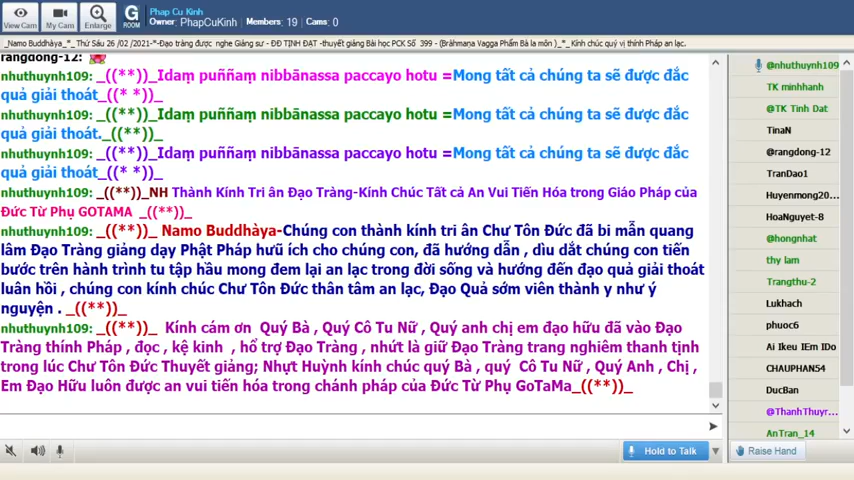 View Cam
My Cam
Enlarge
G
ROOM
Phap Cu Kinh
Owner: PhapCuKinh , Members: 19 , Cams: 0
_Namo Buddhàya_*_ Thứ Sáu 26 /02 /2021-*-Đạo tràng được nghe Giảng sư - ĐĐ TỊNH ĐẠT -thuyết giảng Bài học PCK Số 399 - (Bràhmaṇa Vagga Phẩm Bà la môn )_*_ Kính chúc quý vị thính Pháp an lạc.
rangdong-12:
nhuthuynh109: _((**))_Idaṃ puññaṃ nibbānassa paccayo hotu =Mong tất cả chúng ta sẽ được đắc
quả giải thoát_((* *))_
nhuthuynh109: _((**))_Idaṃ puññaṃ nibbānassa paccayo hotu =Mong tất cả chúng ta sẽ được đắc
quả giải thoát._((**))_
nhuthuynh109: _((**))_Idaṃ puññaṃ nibbānassa paccayo hotu =Mong tất cả chúng ta sẽ được đắc
quả giải thoát_((* *))_
nhuthuynh109: _((**))_NH Thành Kính Tri ân Đạo Tràng-Kính Chúc Tất cả An Vui Tiến Hóa trong Giáo Pháp của
Đức Từ Phụ GOTAMA _((**))_
nhuthuynh109: _((**))_ Namo Buddhàya-Chúng con thành kính tri ân Chư Tôn Đức đã bi mẫn quang
lâm Đạo Tràng giảng dạy Phật Pháp hưũ ích cho chúng con, đã hướng dẫn , dìu dắt chúng con tiến
bước trên hành trình tu tập hầu mong đem lại an lạc trong đời sống và hướng đến đạo quả giải thoát
luân hồi , chúng con kính chúc Chư Tôn Đức thân tâm an lạc, Đạo Quả sớm viên thành y như ý
nguyện . _((**))_
nhuthuynh109: _((**))_ Kính cám ơn Quý Bà , Quý Cô Tu Nữ , Quý anh chị em đạo hữu đã vào Đạo
Tràng thính Pháp , đọc , kệ kinh , hổ trợ Đạo Tràng , nhứt là giữ Đạo Tràng trang nghiêm thanh tịnh
trong lúc Chư Tôn Đức Thuyết giảng; Nhựt Huỳnh kính chúc quý Bà , quý Cô Tu Nữ , Quý Anh , Chị ,
Em Đạo Hữu luôn được an vui tiến hóa trong chánh pháp của Đức Từ Phụ GoTaMa_((**))_
Hold to Talk
@nhuthuynh109
TK minhhanh
@TK Tinh Dat
TinaN
@rangdong-12
TranDao1
Huyenmong20...
HoaNguyet-8
@hongnhat
thy lam
Trangthu-2
Lukhach
phuoc6
Ai Ikeu IEm IDo
CHAUPHAN54
DucBan
@ThanhThuyr...
AnTran_14
Raise Hand